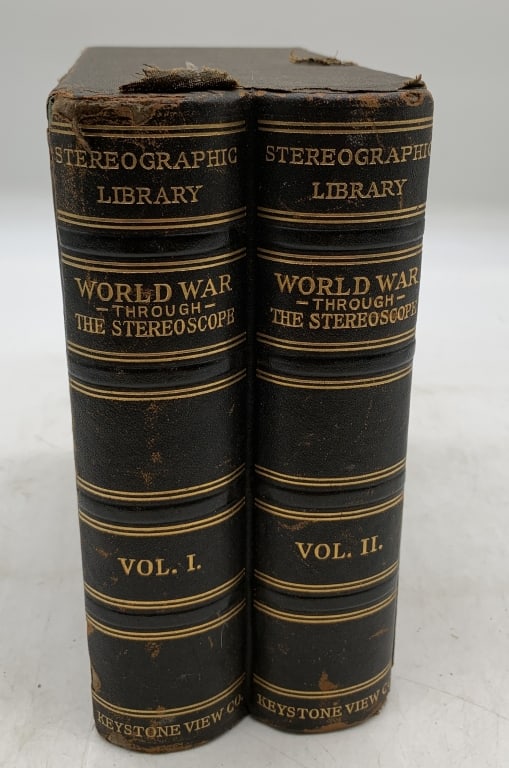 STEREOGRAPHIC
LIBRARY
WORLD WAR
-THROUGH-
THE STEREOSCOPE
VOL. I.
KEYSTONE VIEW CO.
STEREOGRAPHIC
LIBRARY
WORLD WAR
-THROUGH-
THE STEREOSCOPE
VOL. II.
KEYSTONE VIEW CO.